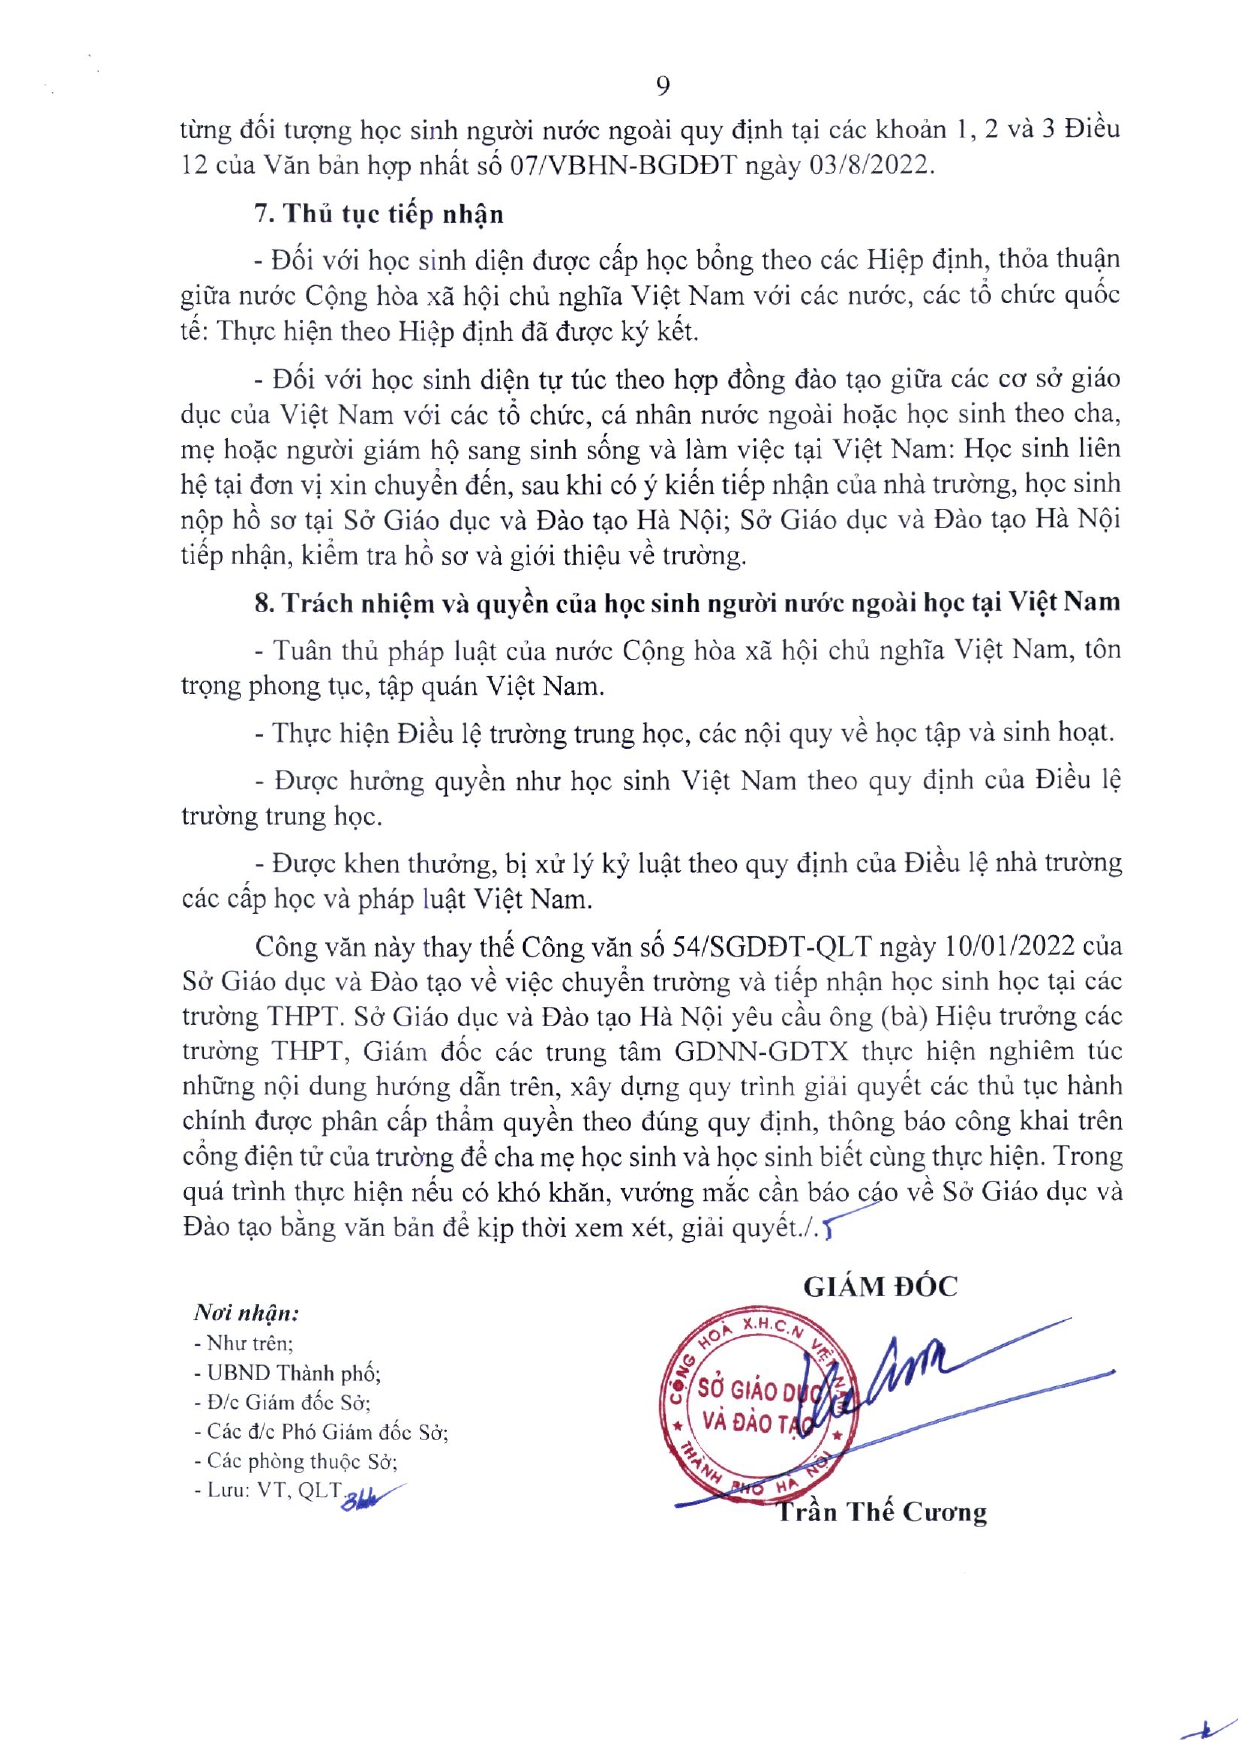 9
từng đối tượng học sinh người nước ngoài quy định tại các khoản 1, 2 và 3 Điều
12 của Văn bản hợp nhất số 07/VBHN-BGDĐT ngày 03/8/2022.
7. Thủ tục tiếp nhận
- Đối với học sinh diện được cấp học bổng theo các Hiệp định, thỏa thuận
giữa nước Cộng hòa xã hội chủ nghĩa Việt Nam với các nước, các tổ chức quốc
tế: Thực hiện theo Hiệp định đã được ký kết.
- Đối với học sinh diện tự túc theo hợp đồng đào tạo giữa các cơ sở giáo
dục của Việt Nam với các tổ chức, cá nhân nước ngoài hoặc học sinh theo cha,
mẹ hoặc người giám hộ sang sinh sống và làm việc tại Việt Nam: Học sinh liên
hệ tại đơn vị xin chuyển đến, sau khi có ý kiến tiếp nhận của nhà trường, học sinh
nộp hồ sơ tại Sở Giáo dục và Đào tạo Hà Nội; Sở Giáo dục và Đào tạo Hà Nội
tiếp nhận, kiểm tra hồ sơ và giới thiệu về trường.
8. Trách nhiệm và quyền của học sinh người nước ngoài học tại Việt Nam
- Tuân thủ pháp luật của nước Cộng hòa xã hội chủ nghĩa Việt Nam, tôn
trọng phong tục, tập quán Việt Nam.
- Thực hiện Điều lệ trường trung học, các nội quy về học tập và sinh hoạt.
- Được hưởng quyền như học sinh Việt Nam theo quy định của Điều lệ
trường trung học.
- Được khen thưởng, bị xử lý kỷ luật theo quy định của Điều lệ nhà trường
các cấp học và pháp luật Việt Nam.
Công văn này thay thế Công văn số 54/SGDĐT-QLT ngày 10/01/2022 của
Sở Giáo dục và Đào tạo về việc chuyển trường và tiếp nhận học sinh học tại các
trường THPT. Sở Giáo dục và Đào tạo Hà Nội yêu cầu ông (bà) Hiệu trưởng các
trường THPT, Giám đốc các trung tâm GDNN-GDTX thực hiện nghiêm túc
những nội dung hướng dẫn trên, xây dựng quy trình giải quyết các thủ tục hành
chính được phân cấp thẩm quyền theo đúng quy định, thông báo công khai trên
cổng điện tử của trường để cha mẹ học sinh và học sinh biết cùng thực hiện. Trong
quá trình thực hiện nếu có khó khăn, vướng mắc cần báo cáo về Sở Giáo dục và
Đào tạo bằng văn bản để kịp thời xem xét, giải quyết./.
GIÁM ĐỐC
Nơi nhận:
- Như trên;
- UBND Thành phố;
- Đ/c Giám đốc Sở;
- Các đ/c Phó Giám đốc Sở;
- Các phòng thuộc Sở;
- Lưu: VT, QLT.
CỘNG HOÀ X.H.C.N VIỆT NAM
SỞ GIÁO DỤC
VÀ ĐÀO TẠO
THÀNH PHỐ HÀ NỘI
Trần Thế Cương